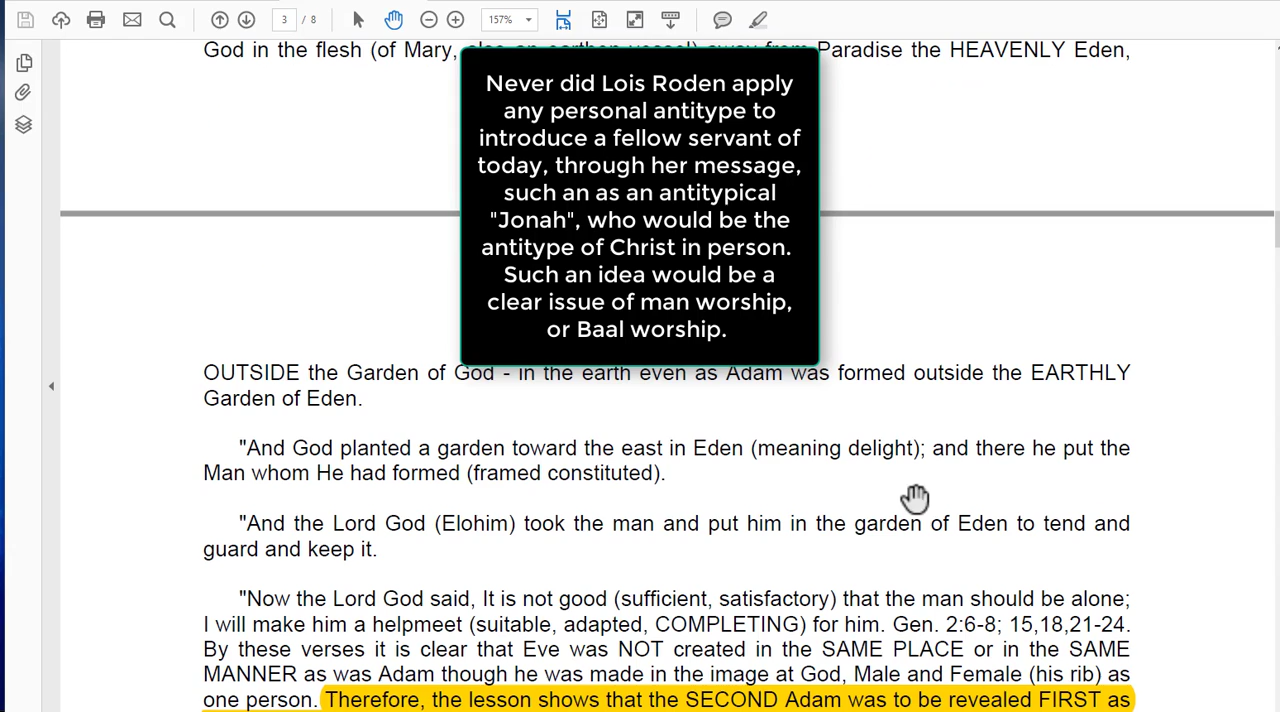 3 / 8
157%
God in the flesh (of Mary, also an earthen vessel) away from Paradise the HEAVENLY Eden,
Never did Lois Roden apply
any personal antitype to
introduce a fellow servant of
today, through her message,
such an as an antitypical
"Jonah", who would be the
antitype of Christ in person.
Such an idea would be a
clear issue of man worship,
or Baal worship.
OUTSIDE the Garden of God - in the earth even as Adam was formed outside the EARTHLY
Garden of Eden.
"And God planted a garden toward the east in Eden (meaning delight); and there he put the
Man whom He had formed (framed constituted).
"And the Lord God (Elohim) took the man and put him in the garden of Eden to tend and
guard and keep it.
"Now the Lord God said, It is not good (sufficient, satisfactory) that the man should be alone;
I will make him a helpmeet (suitable, adapted, COMPLETING) for him. Gen. 2:6-8; 15,18,21-24.
By these verses it is clear that Eve was NOT created in the SAME PLACE or in the SAME
MANNER as was Adam though he was made in the image at God, Male and Female (his rib) as
one person. Therefore, the lesson shows that the SECOND Adam was to be revealed FIRST as